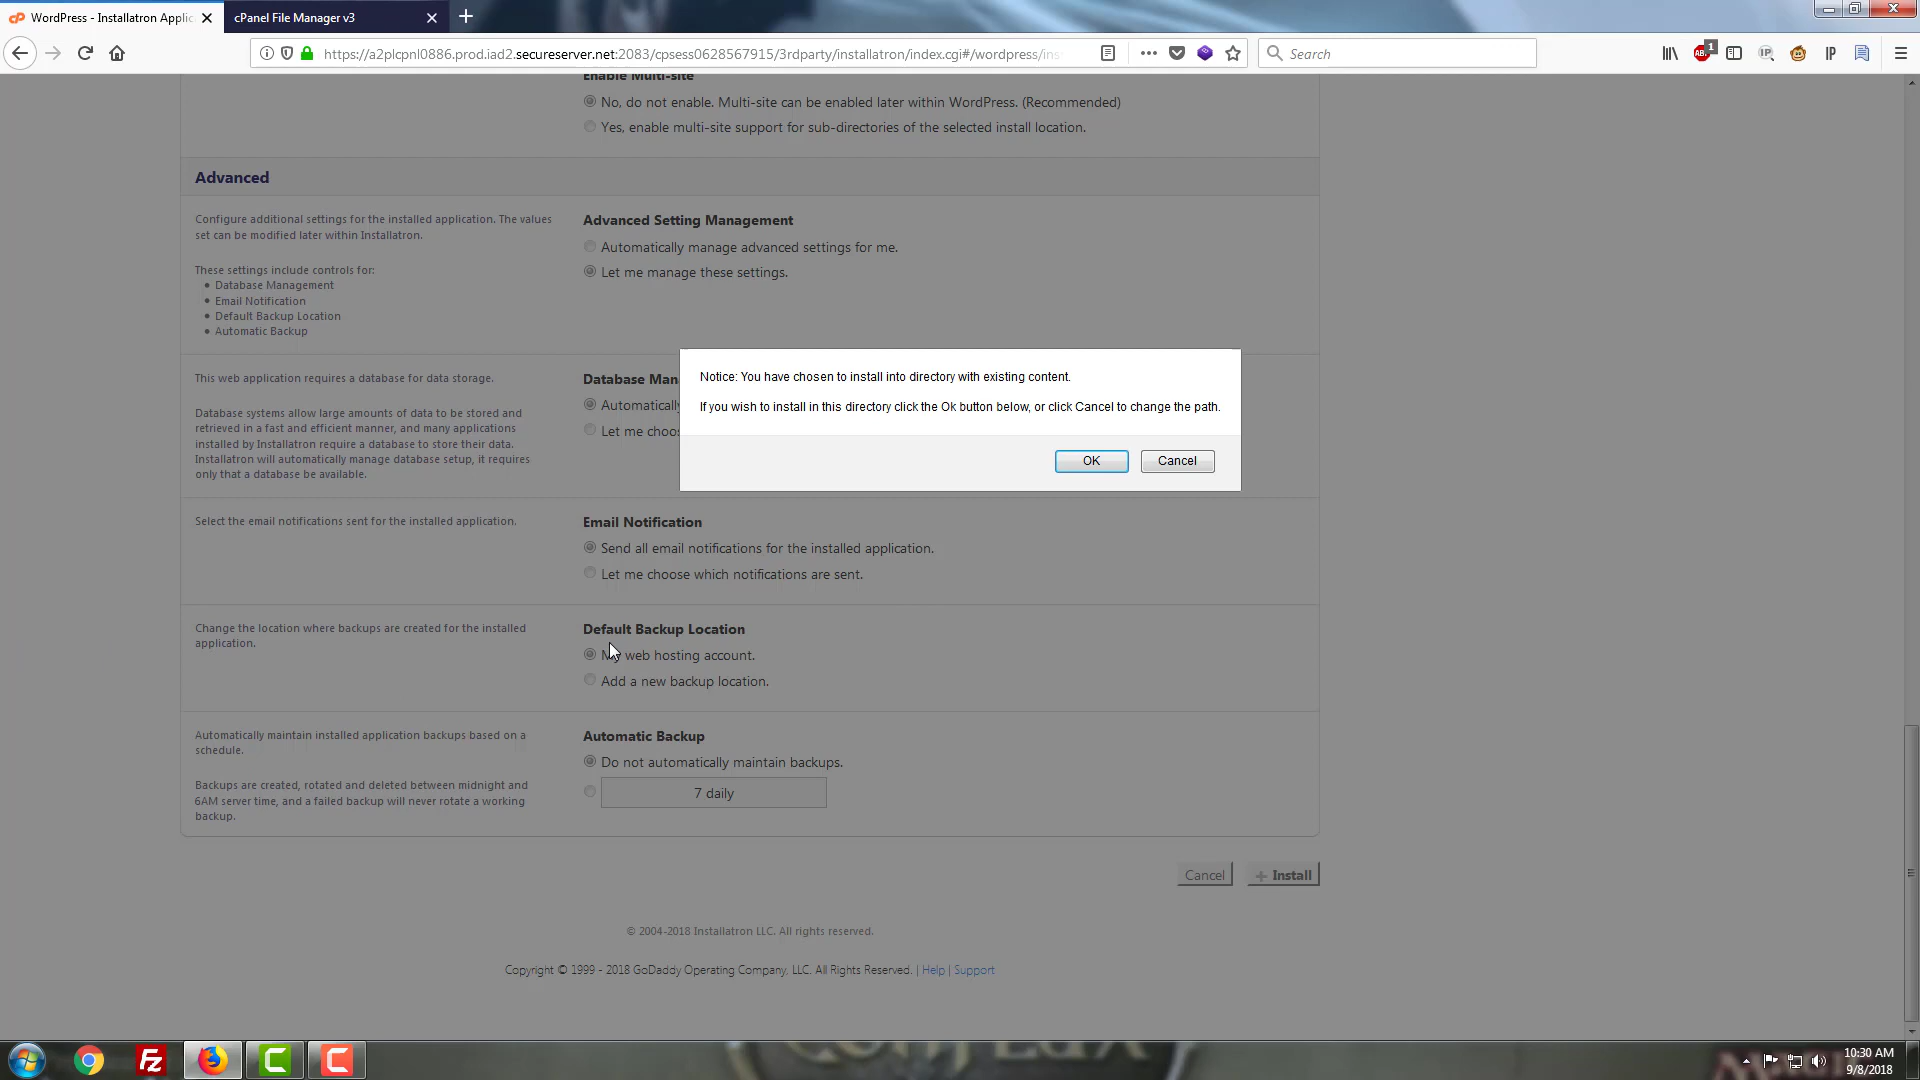 WordPress - Installatron Applic
cPanel File Manager v3
https://a2plcpnl0886.prod.iad2.secureserver.net:2083/cpsess0628567915/3rdparty/installatron/index.cgi#/wordpress/ins
Search
ABP
1
IP
IP
Enable Multi-site
No, do not enable. Multi-site can be enabled later within WordPress. (Recommended)
Yes, enable multi-site support for sub-directories of the selected install location.
Advanced
Configure additional settings for the installed application. The values
set can be modified later within Installatron.
These settings include controls for:
• Database Management
• Email Notification
• Default Backup Location
• Automatic Backup
Advanced Setting Management
Automatically manage advanced settings for me.
Let me manage these settings.
This web application requires a database for data storage.
Database systems allow large amounts of data to be stored and
retrieved in a fast and efficient manner, and many applications
installed by Installatron require a database to store their data.
Installatron will automatically manage database setup, it requires
only that a database be available.
Database Man
Automatically
Let me choos
Notice: You have chosen to install into directory with existing content.
If you wish to install in this directory click the Ok button below, or click Cancel to change the path.
OK
Cancel
Select the email notifications sent for the installed application.
Email Notification
Send all email notifications for the installed application.
Let me choose which notifications are sent.
Change the location where backups are created for the installed
application.
Default Backup Location
My web hosting account.
Add a new backup location.
Automatically maintain installed application backups based on a
schedule.
Backups are created, rotated and deleted between midnight and
6AM server time, and a failed backup will never rotate a working
backup.
Automatic Backup
Do not automatically maintain backups.
7 daily
Cancel
+ Install
© 2004-2018 Installatron LLC. All rights reserved.
Copyright © 1999 - 2018 GoDaddy Operating Company, LLC. All Rights Reserved. | Help | Support
Fz
10:30 AM
9/8/2018